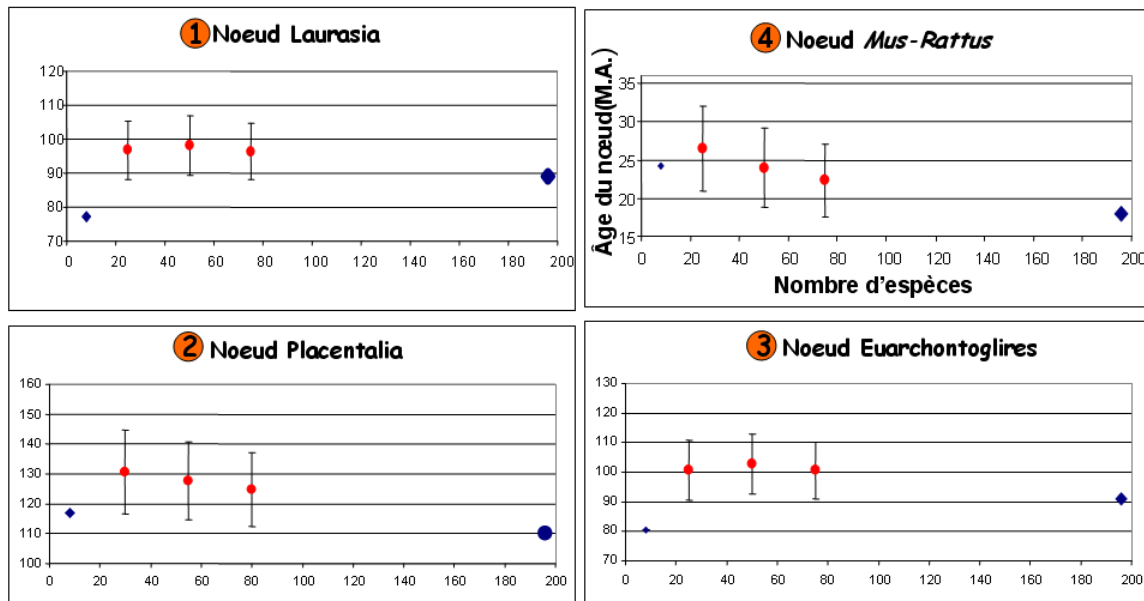 1 Noeud Laurasia
120
110
100
90
80
70
0 20 40 60 80 100 120 140 160 180 200
4 Noeud Mus-Rattus
Âge du nœud(M.A.)
35
30
25
20
15
0 20 40 60 80 100 120 140 160 180 200
Nombre d'espèces
2 Noeud Placentalia
160
150
140
130
120
110
100
0 20 40 60 80 100 120 140 160 180 200
3 Noeud Euarchontoglires
130
120
110
100
90
80
70
0 20 40 60 80 100 120 140 160 180 200